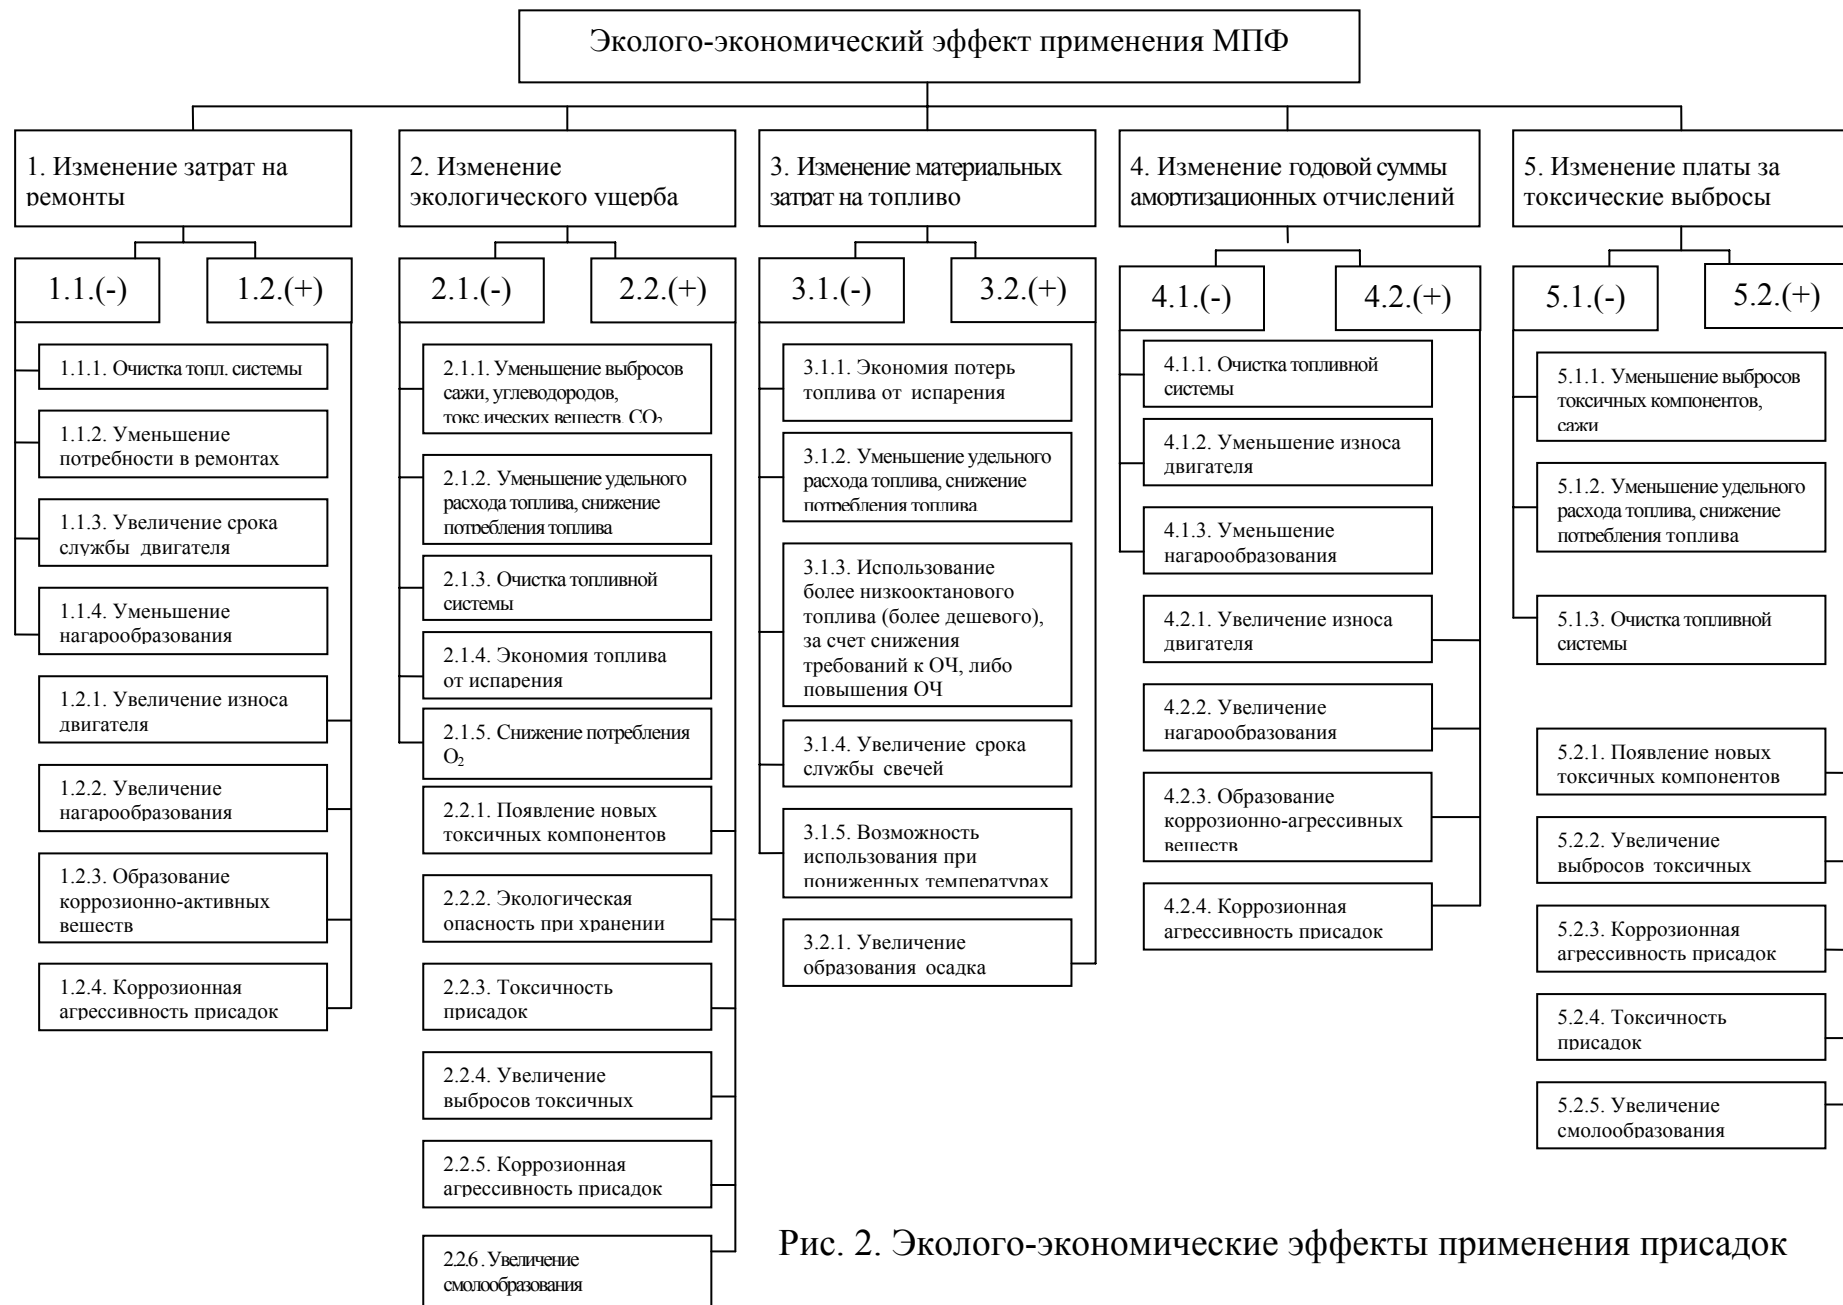 Эколого-экономический эффект применения МПФ
1. Изменение затрат на
ремонты
2. Изменение
экологического ущерба
3. Изменение материальных
затрат на топливо
4. Изменение годовой суммы
амортизационных отчислений
5. Изменение платы за
токсические выбросы
1.1.(-)
1.2.(+)
2.1.(-)
2.2.(+)
3.1.(-)
3.2.(+)
4.1.(-)
4.2.(+)
5.1.(-)
5.2.(+)
1.1.1. Очистка топл. системы
1.1.2. Уменьшение
потребности в ремонтах
1.1.3. Увеличение срока
службы двигателя
1.1.4. Уменьшение
нагарообразования
1.2.1. Увеличение износа
двигателя
1.2.2. Увеличение
нагарообразования
1.2.3. Образование
коррозионно-активных
веществ
1.2.4. Коррозионная
агрессивность присадок
2.1.1. Уменьшение выбросов
сажи, углеводородов,
токс ических веществ, CO₂
2.1.2. Уменьшение удельного
расхода топлива, снижение
потребления топлива
2.1.3. Очистка топливной
системы
2.1.4. Экономия топлива
от испарения
2.1.5. Снижение потребления
O₂
2.2.1. Появление новых
токсичных компонентов
2.2.2. Экологическая
опасность при хранении
2.2.3. Токсичность
присадок
2.2.4. Увеличение
выбросов токсичных
2.2.5. Коррозионная
агрессивность присадок
2.2.6 . Увеличение
смолообразования
3.1.1. Экономия потерь
топлива от испарения
3.1.2. Уменьшение удельного
расхода топлива, снижение
потребления топлива
3.1.3. Использование
более низкооктанового
топлива (более дешевого),
за счет снижения
требований к ОЧ, либо
повышения ОЧ
3.1.4. Увеличение срока
службы свечей
3.1.5. Возможность
использования при
пониженных температурах
3.2.1. Увеличение
образования осадка
4.1.1. Очистка топливной
системы
4.1.2. Уменьшение износа
двигателя
4.1.3. Уменьшение
нагарообразования
4.2.1. Увеличение износа
двигателя
4.2.2. Увеличение
нагарообразования
4.2.3. Образование
коррозионно-агрессивных
веществ
4.2.4. Коррозионная
агрессивность присадок
5.1.1. Уменьшение выбросов
токсичных компонентов,
сажи
5.1.2. Уменьшение удельного
расхода топлива, снижение
потребления топлива
5.1.3. Очистка топливной
системы
5.2.1. Появление новых
токсичных компонентов
5.2.2. Увеличение
выбросов токсичных
5.2.3. Коррозионная
агрессивность присадок
5.2.4. Токсичность
присадок
5.2.5. Увеличение
смолообразования
Рис. 2. Эколого-экономические эффекты применения присадок